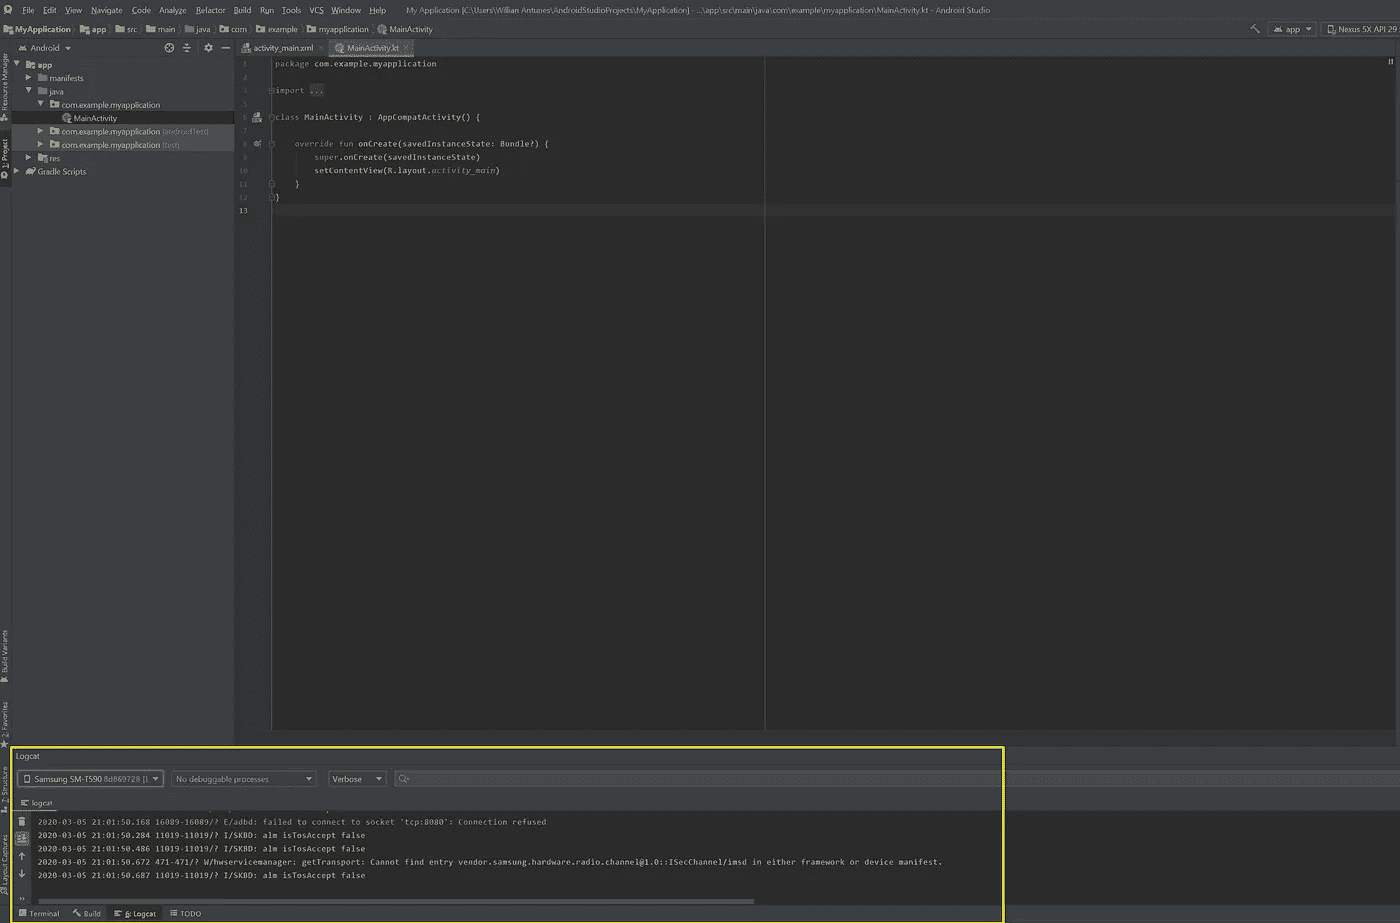 File Edit View Navigate Code Analyze Refactor Build Run Tools VCS Window Help My Application [C:\Users\Willian Antunes\AndroidStudioProjects\MyApplication] - ...\app\src\main\java\com\example\myapplication\MainActivity.kt - Android Studio
MyApplication app src main java com example myapplication MainActivity app Nexus 5X API 29
Android activity_main.xml MainActivity.kt
Resource Manager
1: Project
app
manifests
java
com.example.myapplication
MainActivity
com.example.myapplication (androidTest)
com.example.myapplication (test)
res
Gradle Scripts
1 package com.example.myapplication
2
3 import ...
5
6 class MainActivity : AppCompatActivity() {
7
8 override fun onCreate(savedInstanceState: Bundle?) {
9 super.onCreate(savedInstanceState)
10 setContentView(R.layout.activity_main)
11 }
12 }
13
Build Variants
2: Favorites
7: Structure
Layout Captures
Logcat
Samsung SM-T590 8d869728 [L No debuggable processes Verbose
logcat
2020-03-05 21:01:50.168 16089-16089/? E/adbd: failed to connect to socket 'tcp:8080': Connection refused
2020-03-05 21:01:50.284 11019-11019/? I/SKBD: alm isTosAccept false
2020-03-05 21:01:50.486 11019-11019/? I/SKBD: alm isTosAccept false
2020-03-05 21:01:50.672 471-471/? W/hwservicemanager: getTransport: Cannot find entry vendor.samsung.hardware.radio.channel@1.0::ISecChannel/imsd in either framework or device manifest.
2020-03-05 21:01:50.687 11019-11019/? I/SKBD: alm isTosAccept false
Terminal Build 6: Logcat TODO